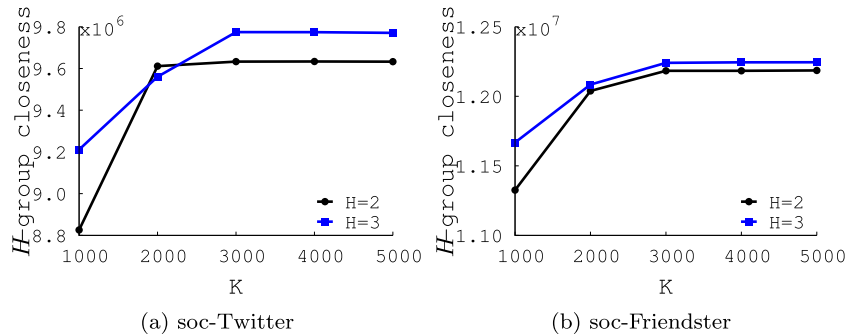 H-group closeness
x10^6
9.8
9.6
9.4
9.2
9.0
8.8
H=2
H=3
1000 2000 3000 4000 5000
K
(a) soc-Twitter
H-group closeness
x10^7
1.25
1.20
1.15
1.10
H=2
H=3
1000 2000 3000 4000 5000
K
(b) soc-Friendster